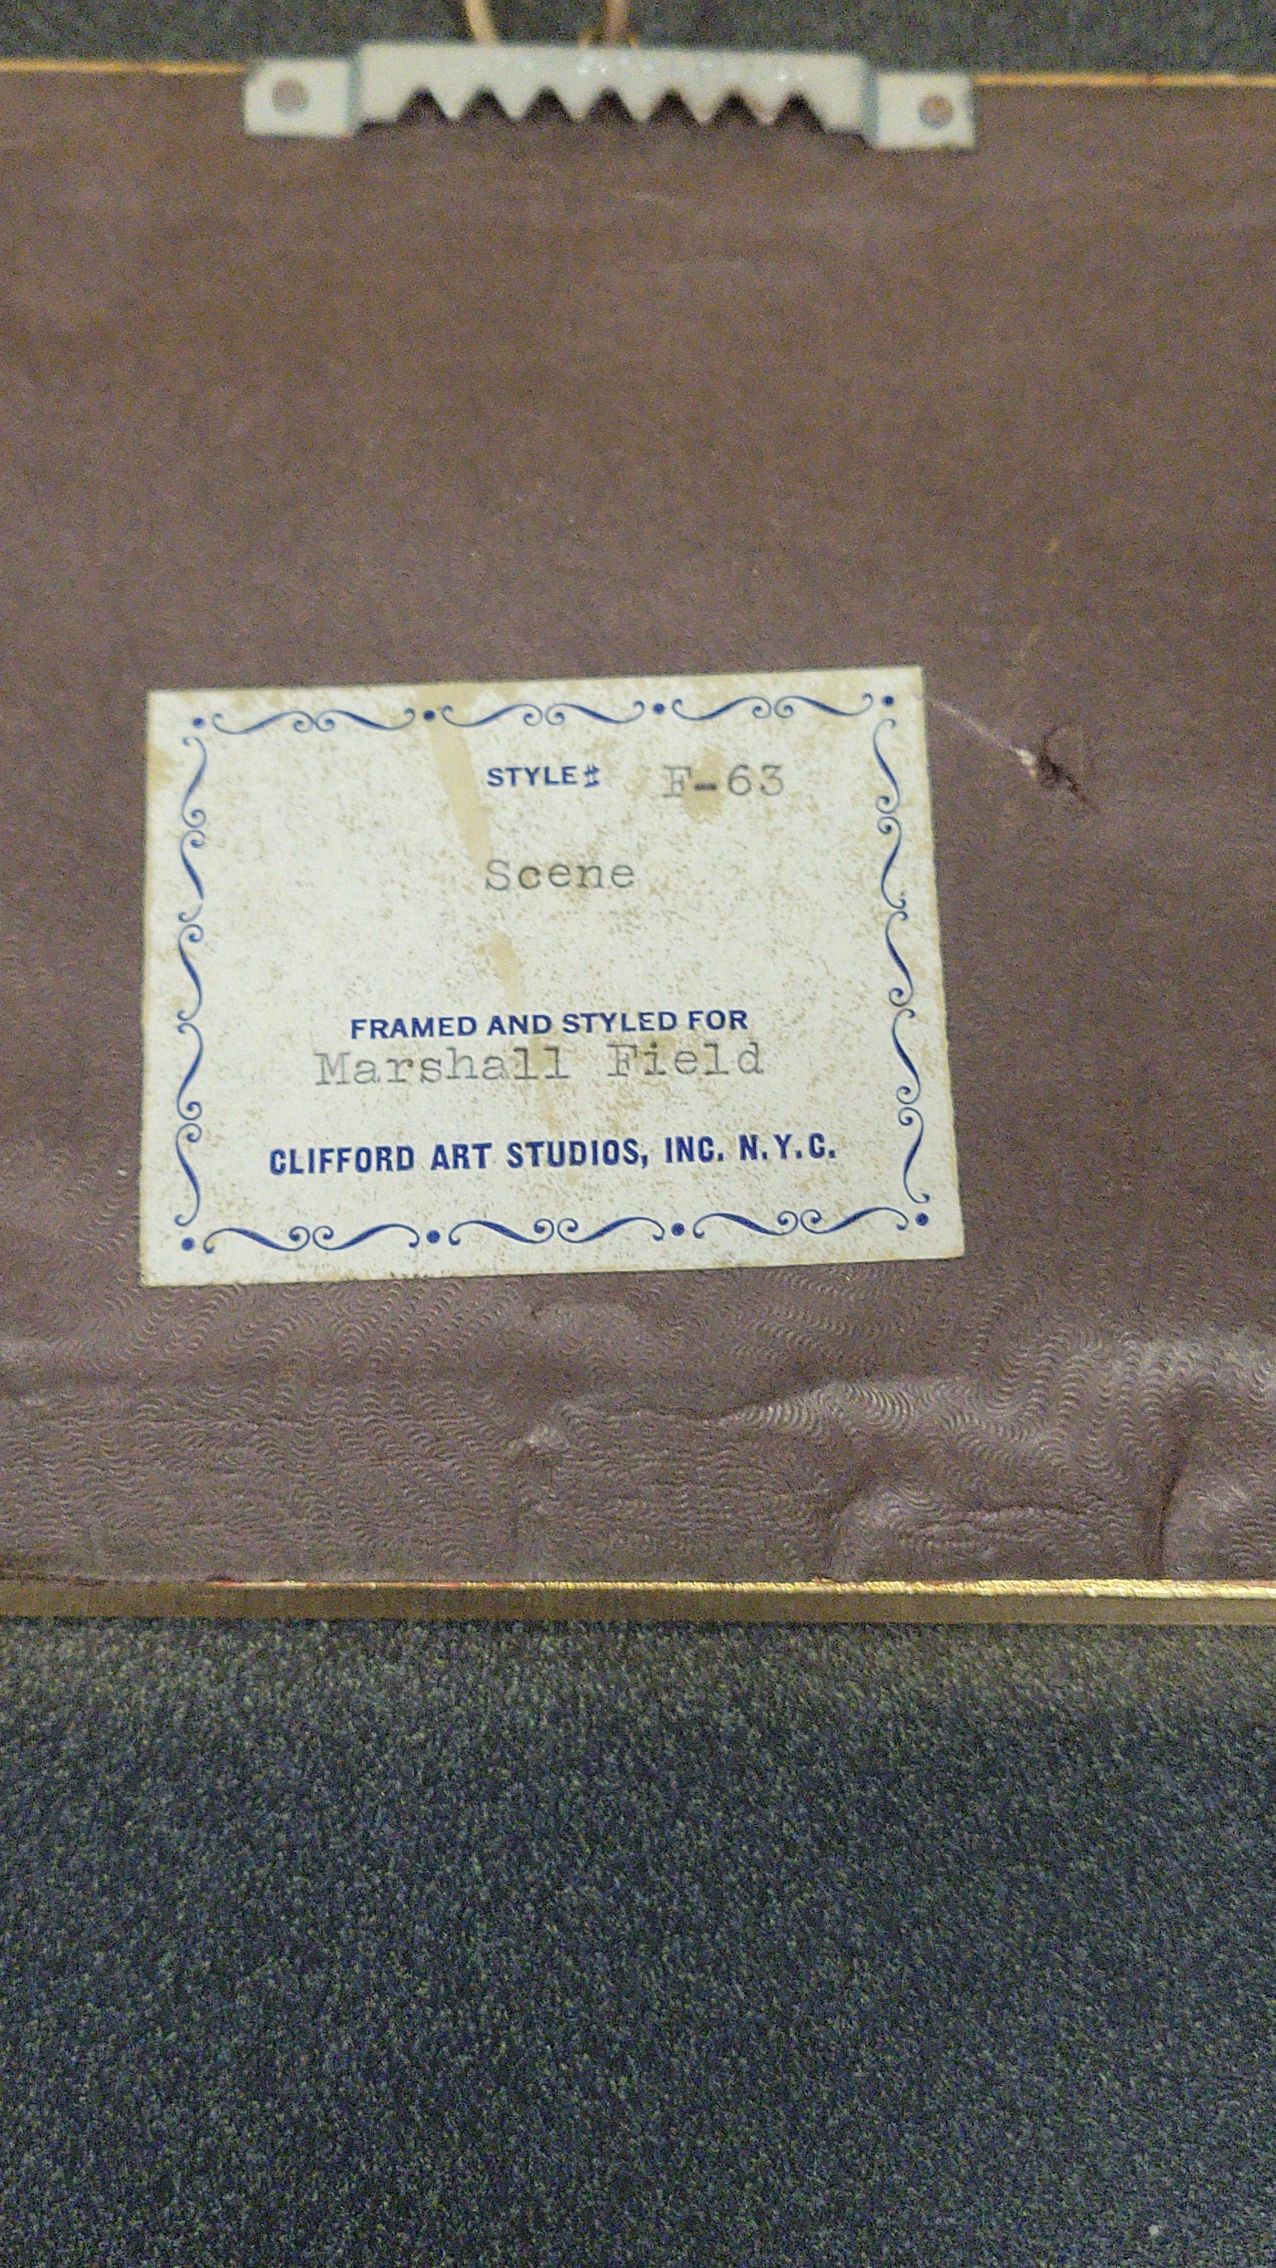 STYLE# F-63
Scene
FRAMED AND STYLED FOR
Marshall Field
CLIFFORD ART STUDIOS, INC. N.Y.C.